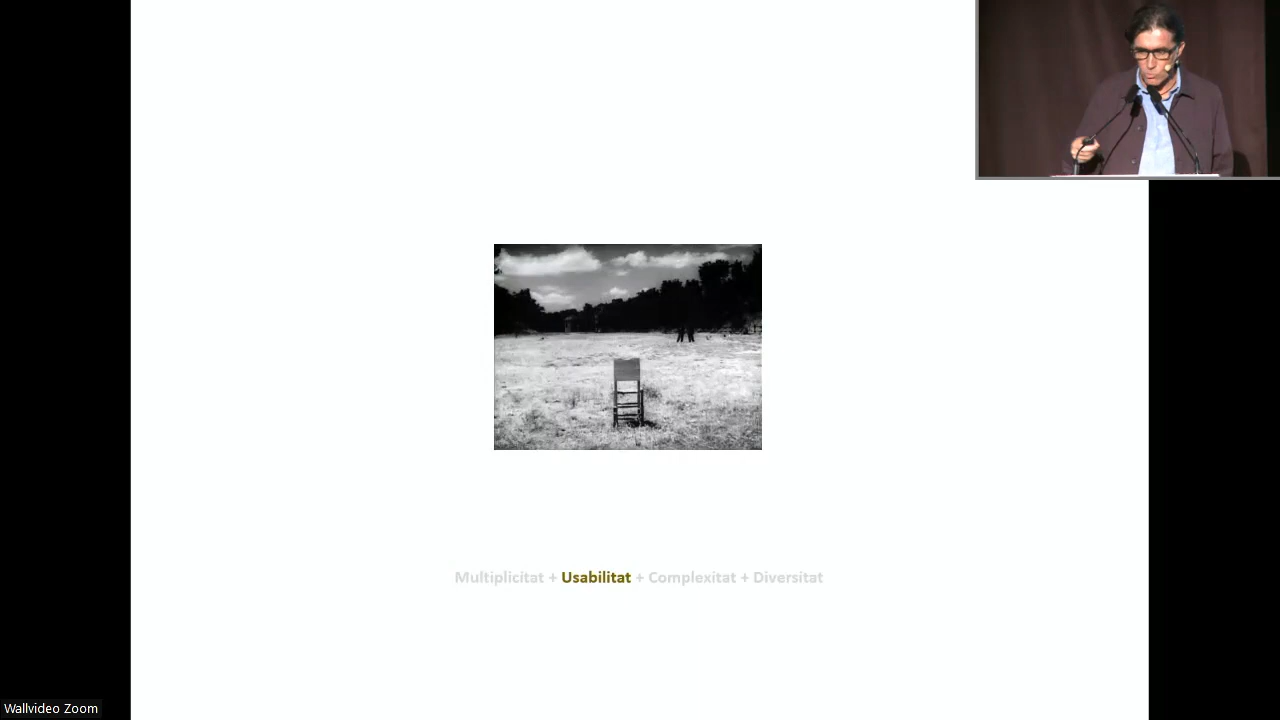 Multiplicitat + Usabilitat + Complexitat + Diversitat
Wallvideo Zoom